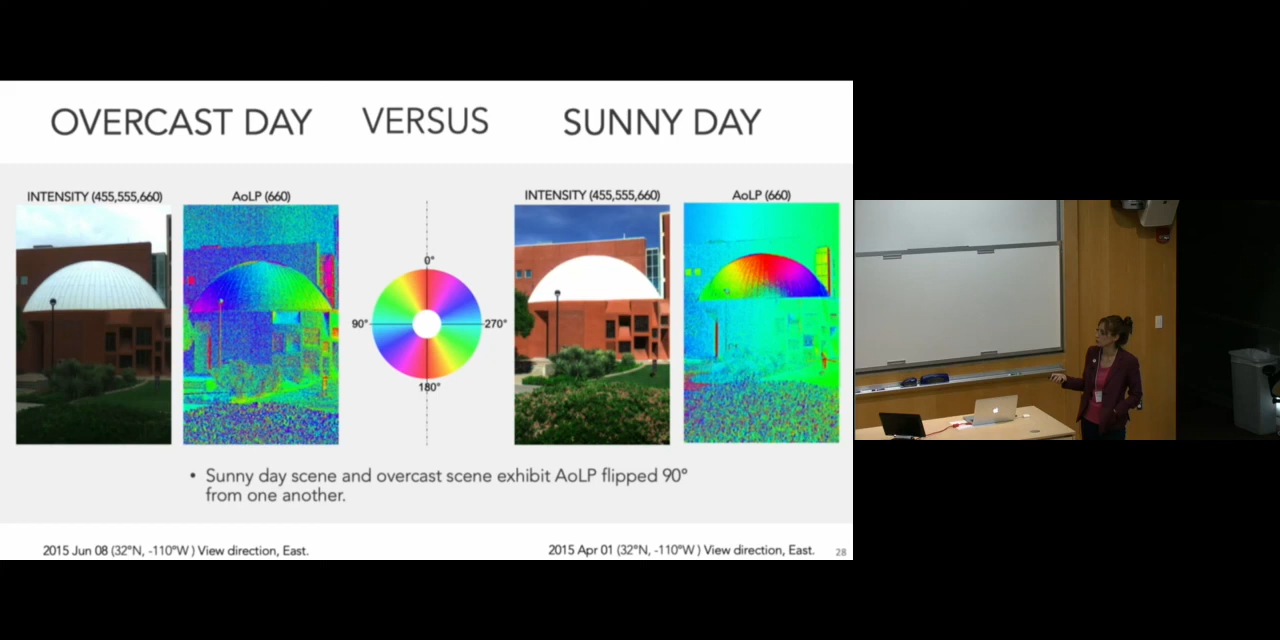 OVERCAST DAY VERSUS SUNNY DAY
INTENSITY (455,555,660)
AoLP (660)
INTENSITY (455,555,660)
AoLP (660)
0°
90°
270°
180°
• Sunny day scene and overcast scene exhibit AoLP flipped 90°
from one another.
2015 Jun 08 (32°N, -110°W ) View direction, East.
2015 Apr 01 (32°N, -110°W ) View direction, East.
28